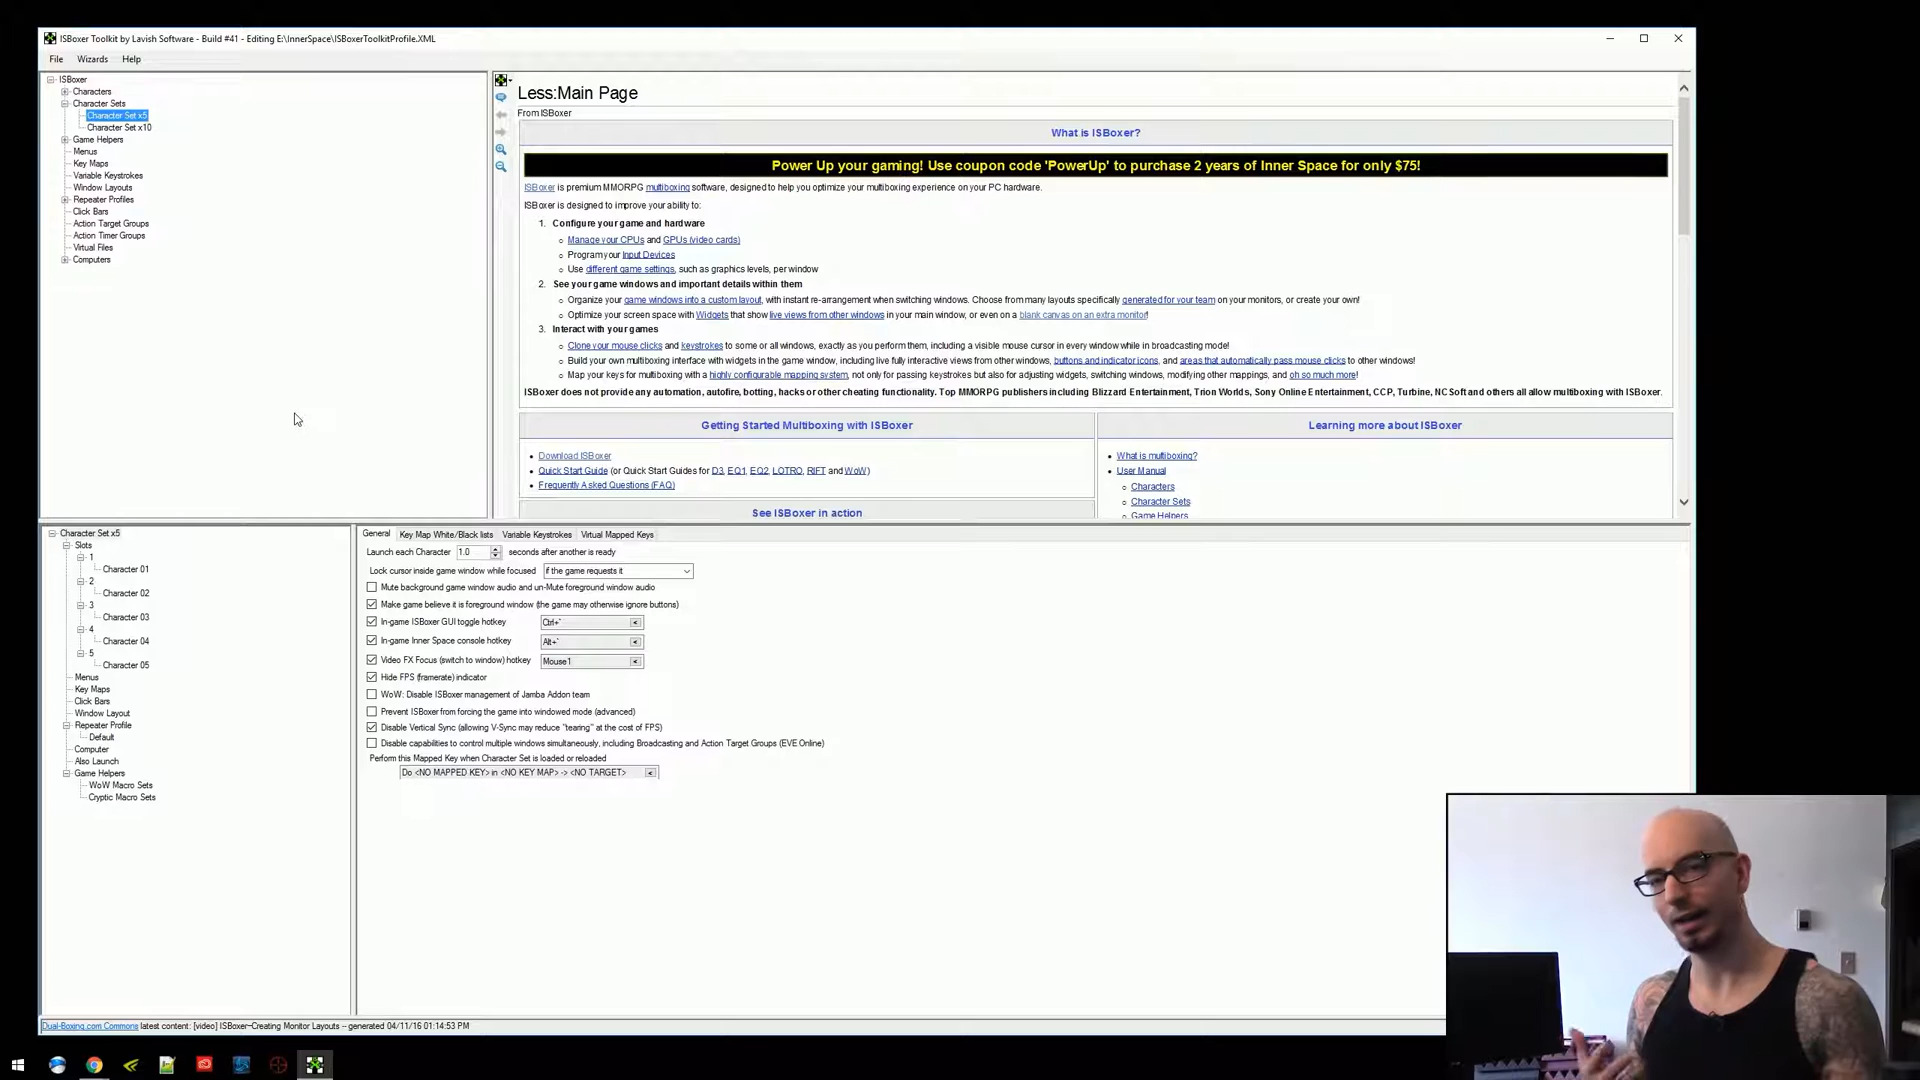 ISBoxer Toolkit by Lavish Software - Build #41 - Editing E:\InnerSpace\ISBoxerToolkitProfile.XML
File Wizards Help
ISBoxer
Characters
Character Sets
Character Set x5
Character Set x10
Game Helpers
Menus
Key Maps
Variable Keystrokes
Window Layouts
Repeater Profiles
Click Bars
Action Target Groups
Action Timer Groups
Virtual Files
Computers
Less:Main Page
From ISBoxer
What is ISBoxer?
Power Up your gaming! Use coupon code 'PowerUp' to purchase 2 years of Inner Space for only $75!
ISBoxer is premium MMORPG multiboxing software, designed to help you optimize your multiboxing experience on your PC hardware.
ISBoxer is designed to improve your ability to:
1. Configure your game and hardware
Manage your CPUs and GPUs (video cards)
Program your Input Devices
Use different game settings, such as graphics levels, per window
2. See your game windows and important details within them
Organize your game windows into a custom layout, with instant re-arrangement when switching windows. Choose from many layouts specifically generated for your team on your monitors, or create your own!
Optimize your screen space with Widgets that show live views from other windows in your main window, or even on a blank canvas on an extra monitor!
3. Interact with your games
Clone your mouse clicks and keystrokes to some or all windows, exactly as you perform them, including a visible mouse cursor in every window while in broadcasting mode!
Build your own multiboxing interface with widgets in the game window, including live fully interactive views from other windows, buttons and indicator icons, and areas that automatically pass mouse clicks to other windows!
Map your keys for multiboxing with a highly configurable mapping system, not only for passing keystrokes but also for adjusting widgets, switching windows, modifying other mappings, and oh so much more!
ISBoxer does not provide any automation, autofire, botting, hacks or other cheating functionality. Top MMORPG publishers including Blizzard Entertainment, Trion Worlds, Sony Online Entertainment, CCP, Turbine, NCSoft and others all allow multiboxing with ISBoxer.
Getting Started Multiboxing with ISBoxer
Download ISBoxer
Quick Start Guide (or Quick Start Guides for D3, EQ1, EQ2, LOTRO, RIFT and WoW)
Frequently Asked Questions (FAQ)
See ISBoxer in action
Learning more about ISBoxer
What is multiboxing?
User Manual
Characters
Character Sets
Game Helpers
Character Set x5
Slots
1
Character 01
2
Character 02
3
Character 03
4
Character 04
5
Character 05
Menus
Key Maps
Click Bars
Window Layout
Repeater Profile
Default
Computer
Also Launch
Game Helpers
WoW Macro Sets
Cryptic Macro Sets
General Key Map White/Black lists Variable Keystrokes Virtual Mapped Keys
Launch each Character 1.0 seconds after another is ready
Lock cursor inside game window while focused if the game requests it
Mute background game window audio and un-Mute foreground window audio
Make game believe it is foreground window (the game may otherwise ignore buttons)
In-game ISBoxer GUI toggle hotkey Ctrl+` <
In-game Inner Space console hotkey Alt+` <
Video FX Focus (switch to window) hotkey Mouse1 <
Hide FPS (framerate) indicator
WoW: Disable ISBoxer management of Jamba Addon team
Prevent ISBoxer from forcing the game into windowed mode (advanced)
Disable Vertical Sync (allowing V-Sync may reduce "tearing" at the cost of FPS)
Disable capabilities to control multiple windows simultaneously, including Broadcasting and Action Target Groups (EVE Online)
Perform this Mapped Key when Character Set is loaded or reloaded
Do <NO MAPPED KEY> in <NO KEY MAP> -> <NO TARGET> <
Dual-Boxing.com Commons latest content: [video] ISBoxer--Creating Monitor Layouts -- generated 04/11/16 01:14:53 PM